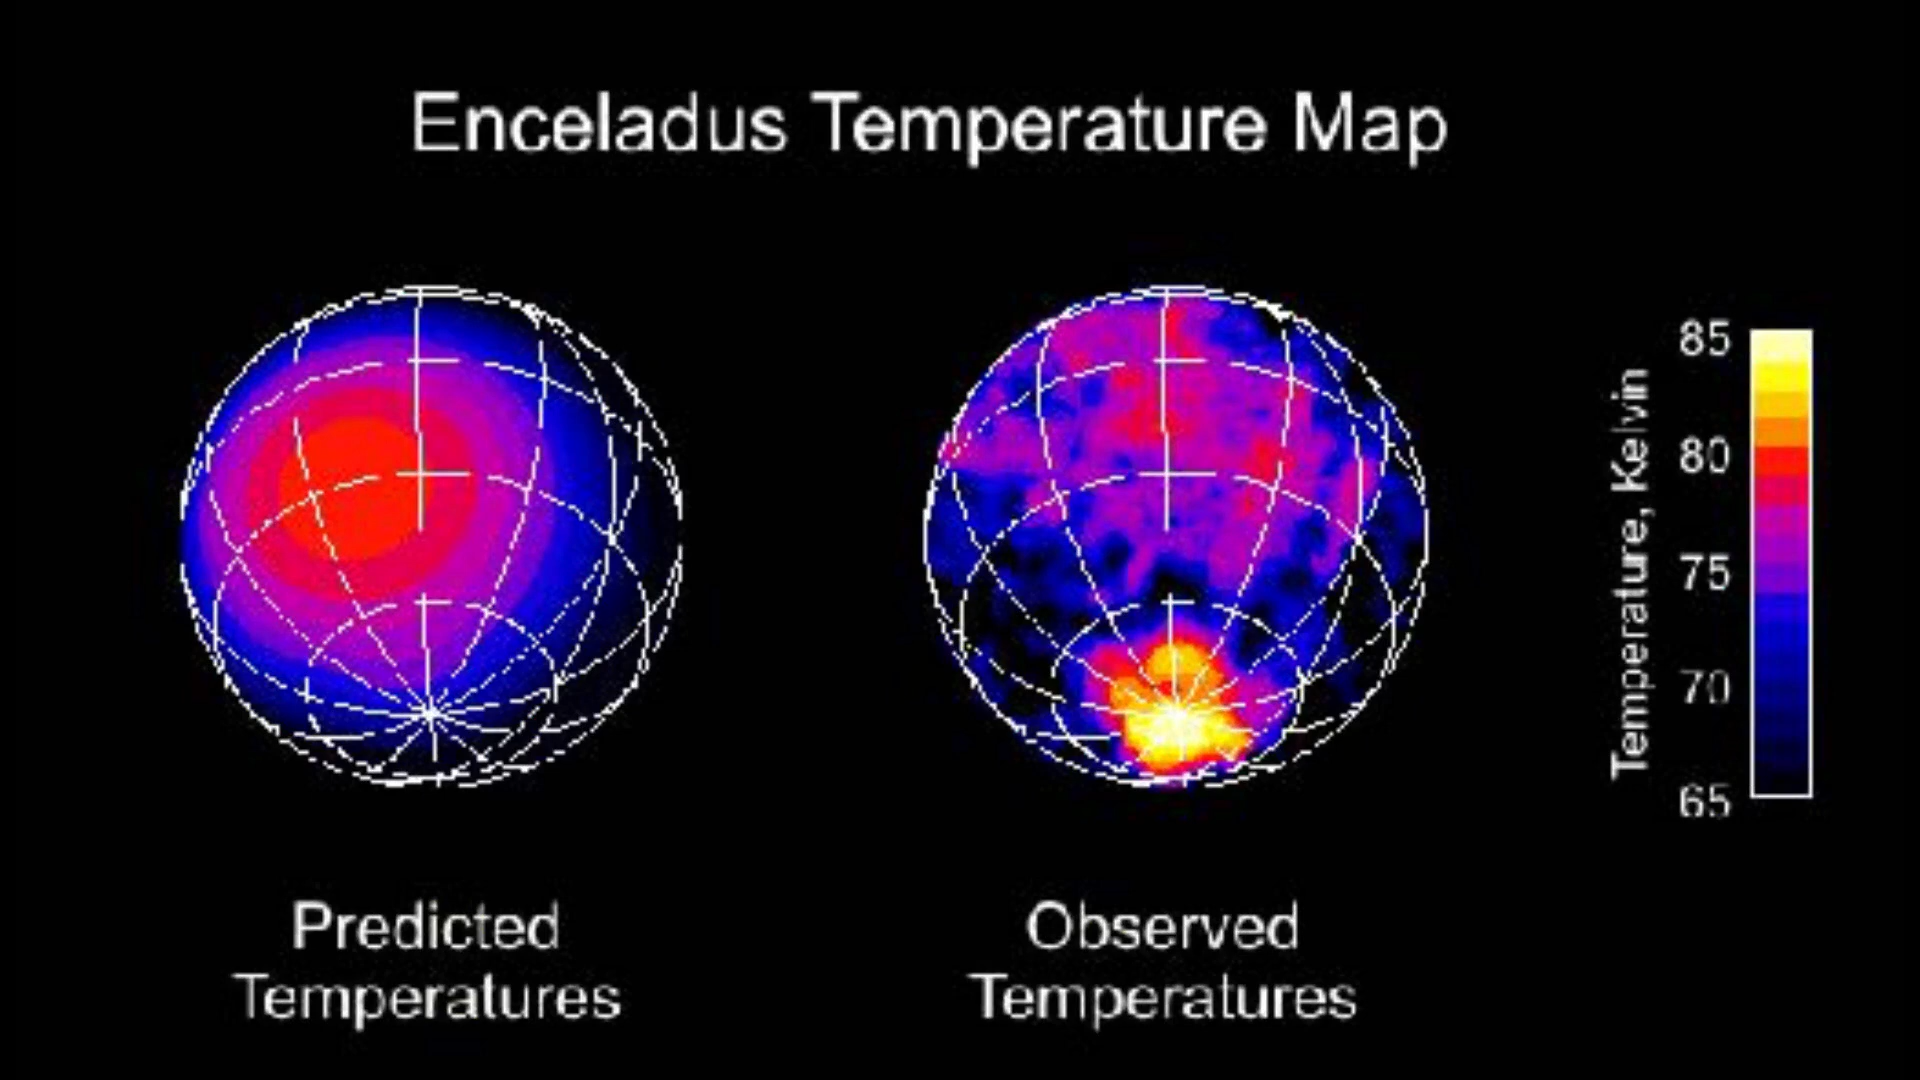 Enceladus Temperature Map
85
80
75
70
65
Temperature, Kelvin
Predicted
Temperatures
Observed
Temperatures